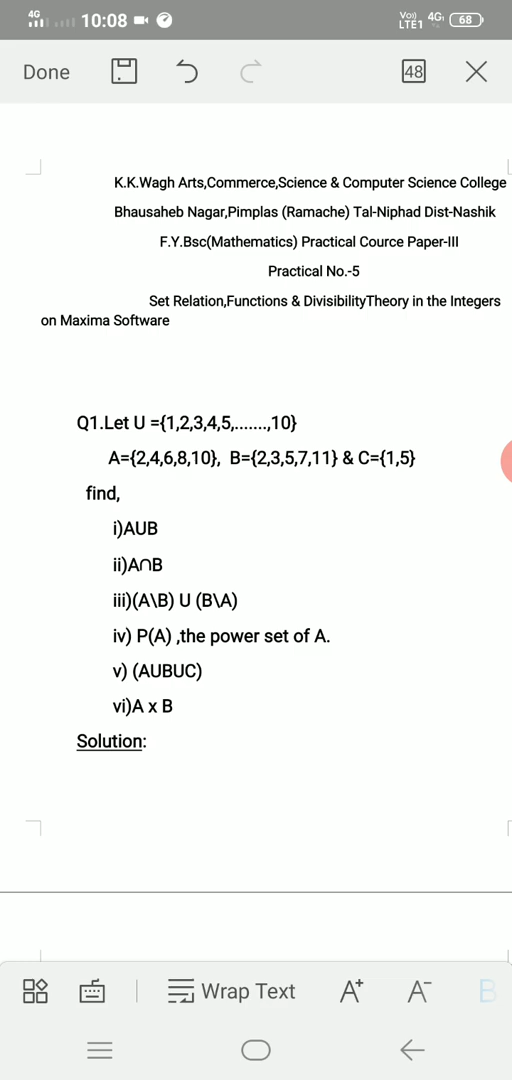 4G 10:08 Vo)) LTE1 4G 68
Done 48
K.K.Wagh Arts,Commerce,Science & Computer Science College
Bhausaheb Nagar,Pimplas (Ramache) Tal-Niphad Dist-Nashik
F.Y.Bsc(Mathematics) Practical Cource Paper-III
Practical No.-5
Set Relation,Functions & DivisibilityTheory in the Integers
on Maxima Software
Q1.Let U ={1,2,3,4,5,.......,10}
A={2,4,6,8,10}, B={2,3,5,7,11} & C={1,5}
find,
i)AUB
ii)A∩B
iii)(A\B) U (B\A)
iv) P(A) ,the power set of A.
v) (AUBUC)
vi)A x B
Solution:
Wrap Text A+ A- B